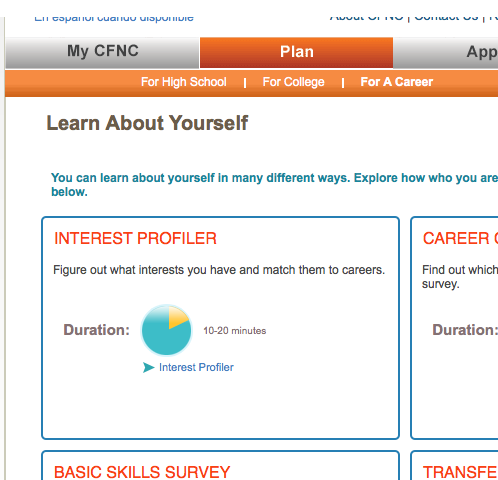 En español cuando disponible
About CFNC | Contact Us |
My CFNC
Plan
App
For High School | For College | For A Career
Learn About Yourself
You can learn about yourself in many different ways. Explore how who you are
below.
INTEREST PROFILER
Figure out what interests you have and match them to careers.
Duration:
10-20 minutes
Interest Profiler
CAREER
Find out which
survey.
Duration:
BASIC SKILLS SURVEY
TRANSFE